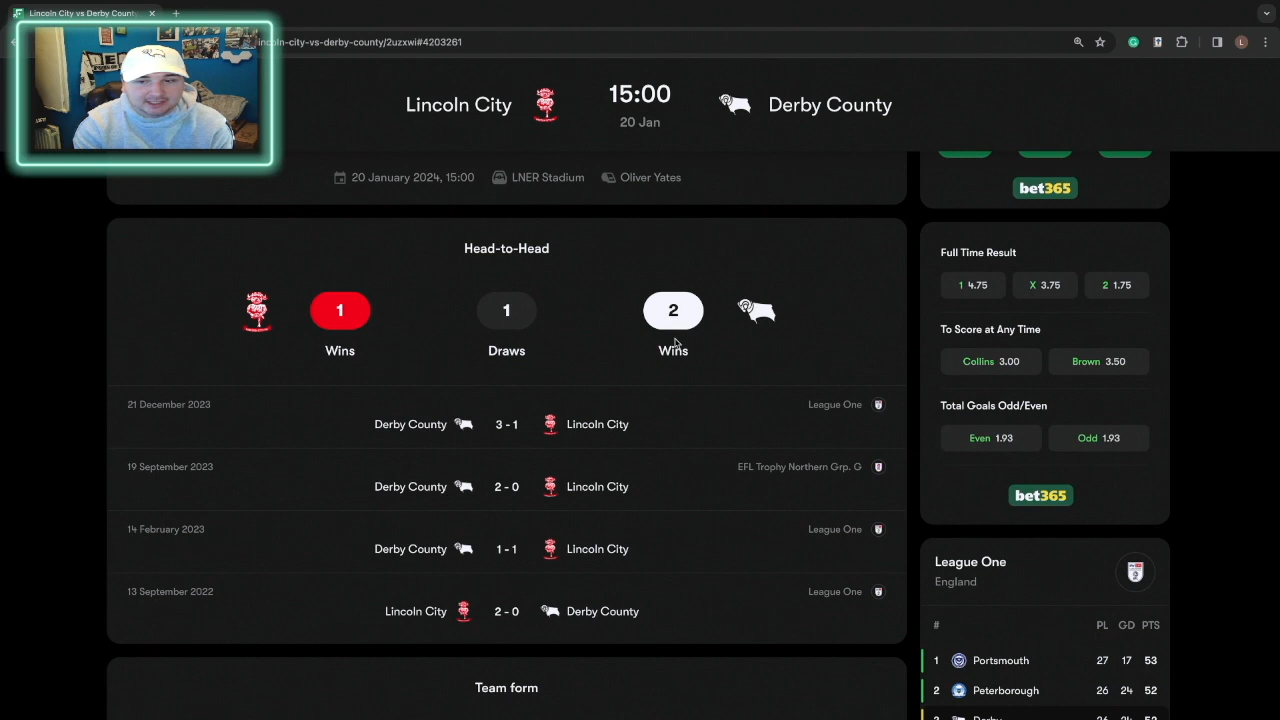 Lincoln City vs Derby Count
lncoln-city-vs-derby-county/2uzxwi#4203261
L
Lincoln City
15:00
20 Jan
Derby County
20 January 2024, 15:00
LNER Stadium
Oliver Yates
bet365
Head-to-Head
1
Wins
1
Draws
2
Wins
21 December 2023
League One
Derby County 3 - 1 Lincoln City
19 September 2023
EFL Trophy Northern Grp. G
Derby County 2 - 0 Lincoln City
14 February 2023
League One
Derby County 1 - 1 Lincoln City
13 September 2022
League One
Lincoln City 2 - 0 Derby County
Team form
Full Time Result
1 4.75
X 3.75
2 1.75
To Score at Any Time
Collins 3.00
Brown 3.50
Total Goals Odd/Even
Even 1.93
Odd 1.93
bet365
League One
England
# PL GD PTS
1 Portsmouth 27 17 53
2 Peterborough 26 24 52